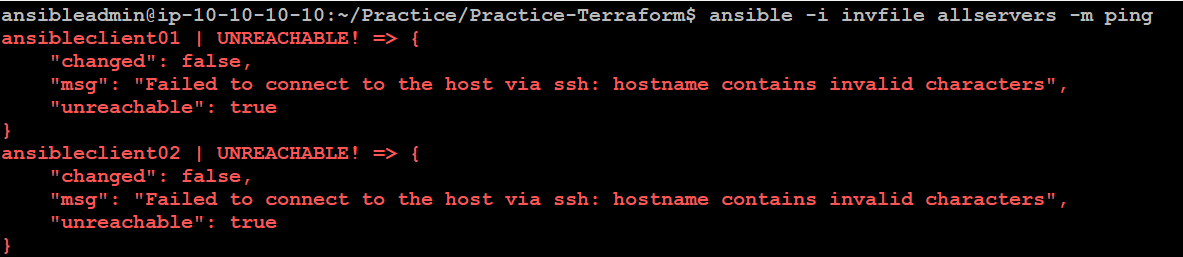 ansibleadmin@ip-10-10-10-10:~/Practice/Practice-Terraform$ ansible -i invfile allservers -m ping
ansibleclient01 | UNREACHABLE! => {
    "changed": false,
    "msg": "Failed to connect to the host via ssh: hostname contains invalid characters",
    "unreachable": true
}
ansibleclient02 | UNREACHABLE! => {
    "changed": false,
    "msg": "Failed to connect to the host via ssh: hostname contains invalid characters",
    "unreachable": true
}